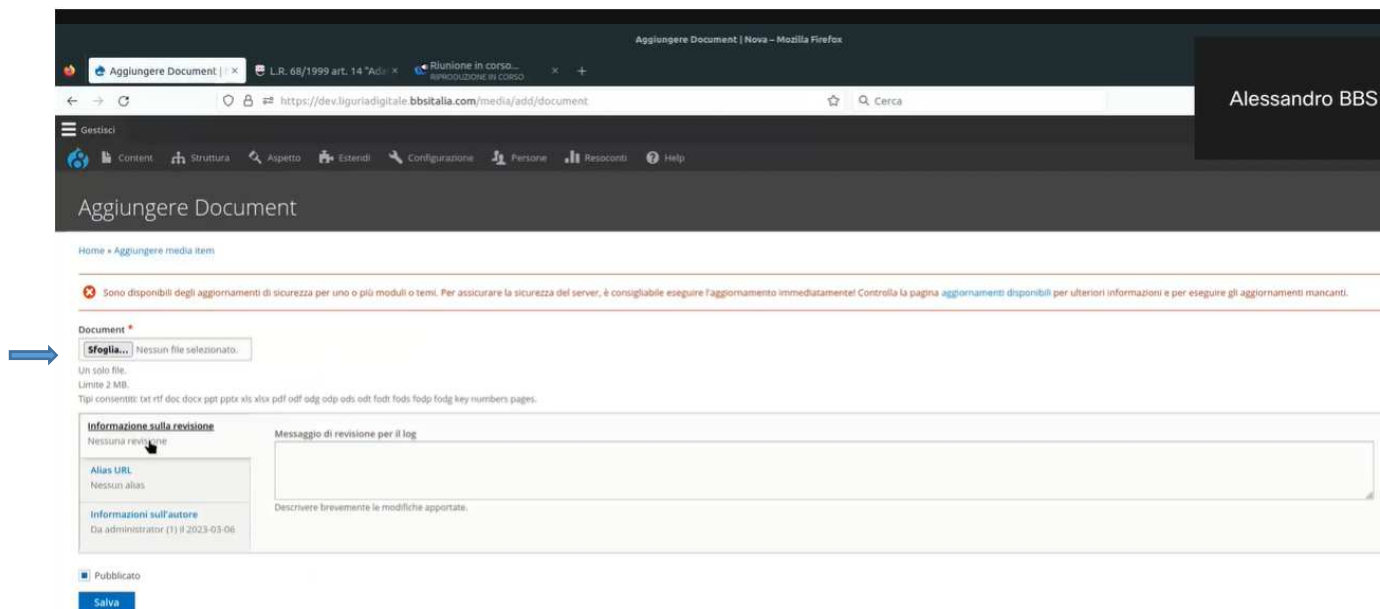 Aggiungere Document | Nova – Mozilla Firefox
Aggiungere Document |
L.R. 68/1999 art. 14 "Ad
Riunione in corso...
RIPRODUZIONE IN CORSO
https://dev.liguriadigitale.bbsitalia.com/media/add/document
Cerca
Alessandro BBS
Gestisci
Content Struttura Aspetto Estendi Configurazione Persone Resoconti Help
Aggiungere Document
Home » Aggiungere media item
Sono disponibili degli aggiornamenti di sicurezza per uno o più moduli o temi. Per assicurare la sicurezza del server, è consigliabile eseguire l'aggiornamento immediatamente! Controlla la pagina aggiornamenti disponibili per ulteriori informazioni e per eseguire gli aggiornamenti mancanti.
Document *
Sfoglia... Nessun file selezionato.
Un solo file.
Limite 2 MB.
Tipi consentiti: txt rtf doc docx ppt pptx xls xlsx pdf odf odg odp ods odt fodt fods fodp fodg key numbers pages.
Informazione sulla revisione
Nessuna revisione
Messaggio di revisione per il log
Alias URL
Nessun alias
Descrivere brevemente le modifiche apportate.
Informazioni sull'autore
Da administrator (1) il 2023-03-06
Pubblicato
Salva